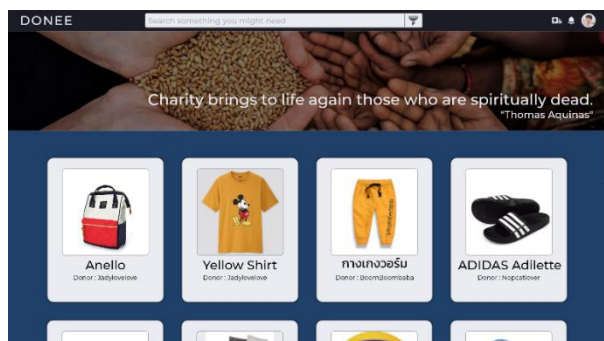 DONEE
Search something you might need
Charity brings to life again those who are spiritually dead.
"Thomas Aquinas"
Anello
Donor : Jadylovelove
Yellow Shirt
Donor : Jadylovelove
กางเกงวอร์ม
Donor : BoomBoombaba
ADIDAS Adilette
Donor : Nopcatlover